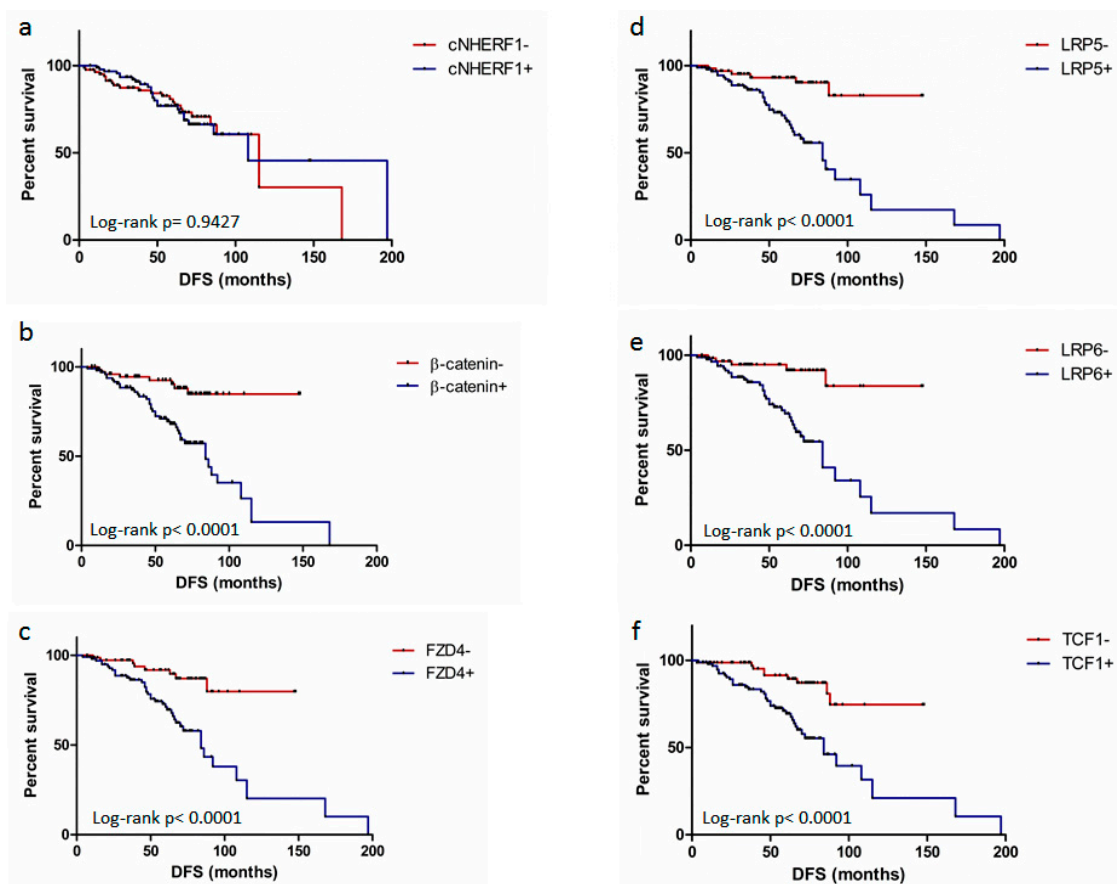 a
cNHERF1-
cNHERF1+
Percent survival
100
50
0
Log-rank p= 0.9427
0 50 100 150 200
DFS (months)
b
β-catenin-
β-catenin+
Percent survival
100
50
0
Log-rank p< 0.0001
0 50 100 150 200
DFS (months)
c
FZD4-
FZD4+
Percent survival
100
50
0
Log-rank p< 0.0001
0 50 100 150 200
DFS (months)
d
LRP5-
LRP5+
Percent survival
100
50
0
Log-rank p< 0.0001
0 50 100 150 200
DFS (months)
e
LRP6-
LRP6+
Percent survival
100
50
0
Log-rank p< 0.0001
0 50 100 150 200
DFS (months)
f
TCF1-
TCF1+
Percent survival
100
50
0
Log-rank p< 0.0001
0 50 100 150 200
DFS (months)